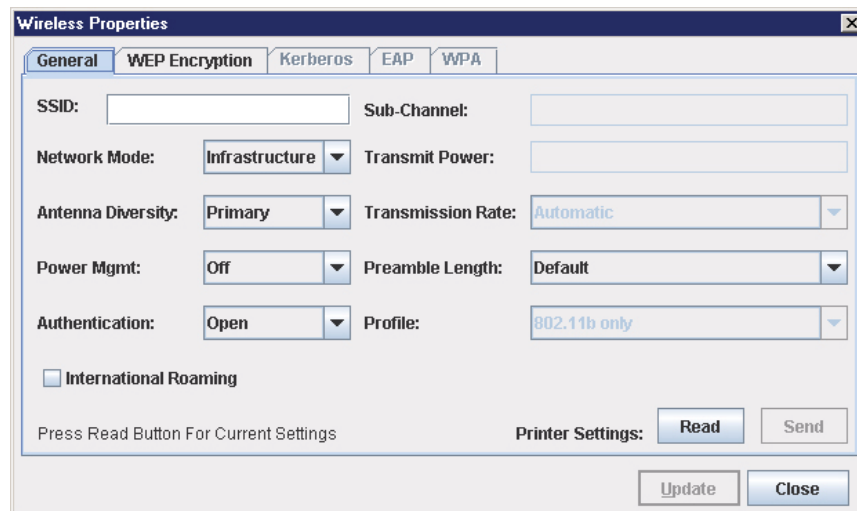 Wireless Properties
General WEP Encryption Kerberos EAP WPA
SSID: Sub-Channel:
Network Mode: Infrastructure Transmit Power:
Antenna Diversity: Primary Transmission Rate: Automatic
Power Mgmt: Off Preamble Length: Default
Authentication: Open Profile: 802.11b only
International Roaming
Press Read Button For Current Settings Printer Settings: Read Send
Update Close